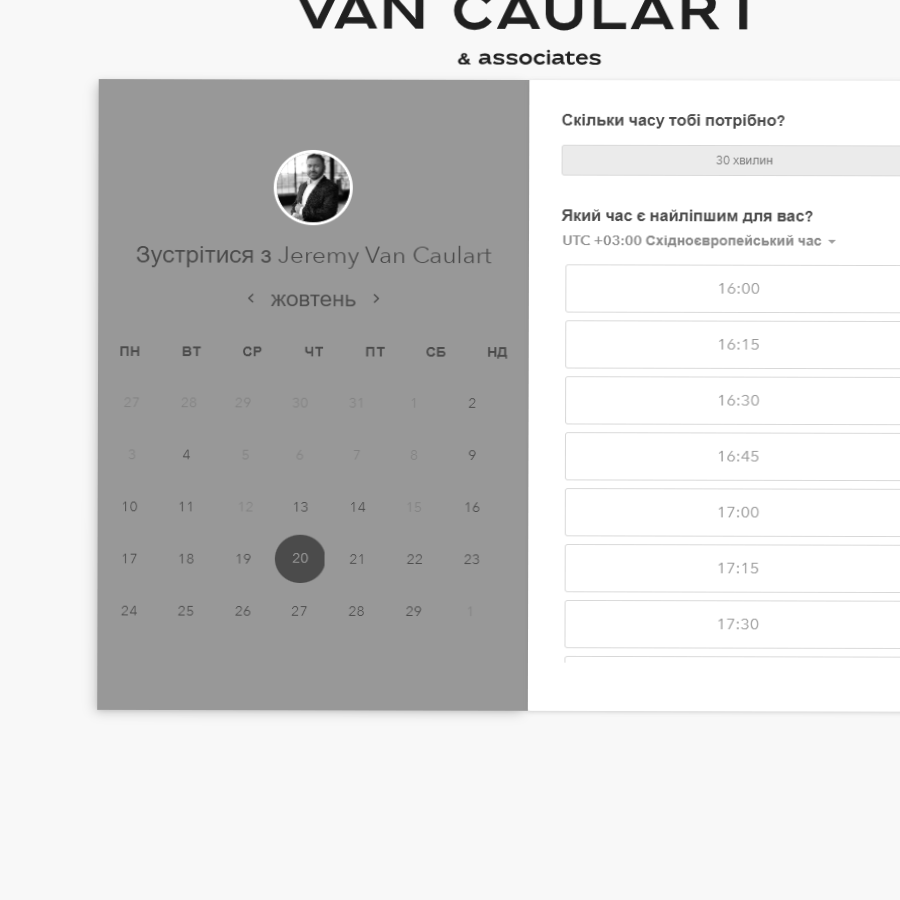 VAN CAULART
& associates
Зустрітися з Jeremy Van Caulart
жовтень
ПН ВТ СР ЧТ ПТ СБ НД
27 28 29 30 31 1 2
3 4 5 6 7 8 9
10 11 12 13 14 15 16
17 18 19 20 21 22 23
24 25 26 27 28 29 1
Скільки часу тобі потрібно?
30 хвилин
Який час є найліпшим для вас?
UTC +03:00 Східноєвропейський час
16:00
16:15
16:30
16:45
17:00
17:15
17:30